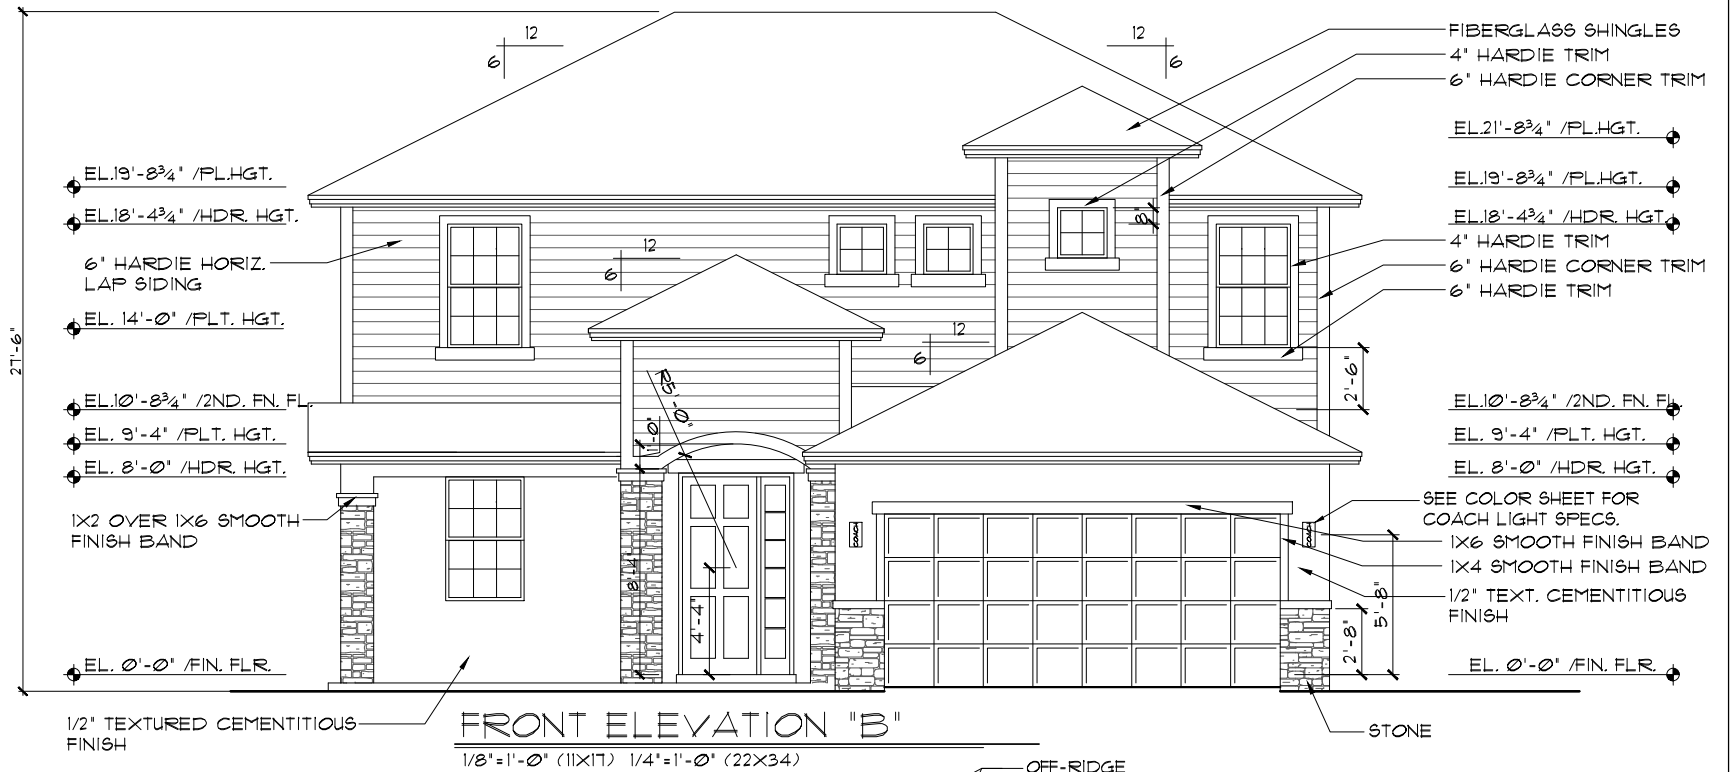 12
6
12
6
FIBERGLASS SHINGLES
4" HARDIE TRIM
6" HARDIE CORNER TRIM
EL.21'-8¾" /PL.HGT.
EL.19'-8¾" /PL.HGT.
EL.19'-8¾" /PL.HGT.
EL.18'-4¾" /HDR. HGT.
EL.18'-4¾" /HDR. HGT.
8"
12
6
4" HARDIE TRIM
6" HARDIE HORIZ.
LAP SIDING
6" HARDIE CORNER TRIM
6" HARDIE TRIM
EL. 14'-0" /PLT. HGT.
12
6
27'-6"
R5'-0"
2'-6"
EL.10'-8¾" /2ND. FN. FL.
EL.10'-8¾" /2ND. FN. FL.
1'-0"
EL. 9'-4" /PLT. HGT.
EL. 9'-4" /PLT. HGT.
EL. 8'-0" /HDR. HGT.
EL. 8'-0" /HDR. HGT.
1X2 OVER 1X6 SMOOTH
FINISH BAND
COACH
COACH
SEE COLOR SHEET FOR
COACH LIGHT SPECS.
1X6 SMOOTH FINISH BAND
1X4 SMOOTH FINISH BAND
8'-4"
4'-4"
1/2" TEXT. CEMENTITIOUS
FINISH
5'-8"
2'-8"
EL. 0'-0" /FIN. FLR.
EL. 0'-0" /FIN. FLR.
1/2" TEXTURED CEMENTITIOUS
FINISH
STONE
FRONT ELEVATION "B"
1/8"=1'-0" (11X17) 1/4"=1'-0" (22X34)
OFF-RIDGE